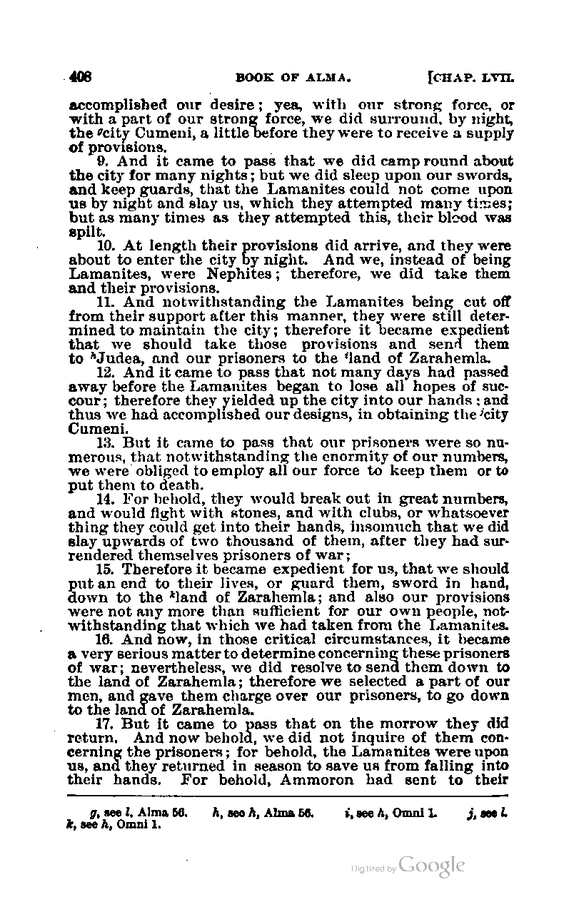 408 BOOK OF ALMA. [CHAP. LVII.
accomplished our desire; yea, with our strong force, or
with a part of our strong force, we did surround, by night,
the gcity Cumeni, a little before they were to receive a supply
of provisions.
9. And it came to pass that we did camp round about
the city for many nights; but we did sleep upon our swords,
and keep guards, that the Lamanites could not come upon
us by night and slay us, which they attempted many times;
but as many times as they attempted this, their blood was
spilt.
10. At length their provisions did arrive, and they were
about to enter the city by night. And we, instead of being
Lamanites, were Nephites; therefore, we did take them
and their provisions.
11. And notwithstanding the Lamanites being cut off
from their support after this manner, they were still deter-
mined to maintain the city; therefore it became expedient
that we should take those provisions and send them
to hJudea, and our prisoners to the iland of Zarahemla.
12. And it came to pass that not many days had passed
away before the Lamanites began to lose all hopes of suc-
cour; therefore they yielded up the city into our hands; and
thus we had accomplished our designs, in obtaining the jcity
Cumeni.
13. But it came to pass that our prisoners were so nu-
merous, that notwithstanding the enormity of our numbers,
we were obliged to employ all our force to keep them or to
put them to death.
14. For behold, they would break out in great numbers,
and would fight with stones, and with clubs, or whatsoever
thing they could get into their hands, insomuch that we did
slay upwards of two thousand of them, after they had sur-
rendered themselves prisoners of war;
15. Therefore it became expedient for us, that we should
put an end to their lives, or guard them, sword in hand,
down to the kland of Zarahemla; and also our provisions
were not any more than sufficient for our own people, not-
withstanding that which we had taken from the Lamanites.
16. And now, in those critical circumstances, it became
a very serious matter to determine concerning these prisoners
of war; nevertheless, we did resolve to send them down to
the land of Zarahemla; therefore we selected a part of our
men, and gave them charge over our prisoners, to go down
to the land of Zarahemla.
17. But it came to pass that on the morrow they did
return. And now behold, we did not inquire of them con-
cerning the prisoners; for behold, the Lamanites were upon
us, and they returned in season to save us from falling into
their hands. For behold, Ammoron had sent to their
g, see l, Alma 56. h, see h, Alma 56. i, see h, Omni 1. j, see l.
k, see h, Omni 1.
Digitized by Google